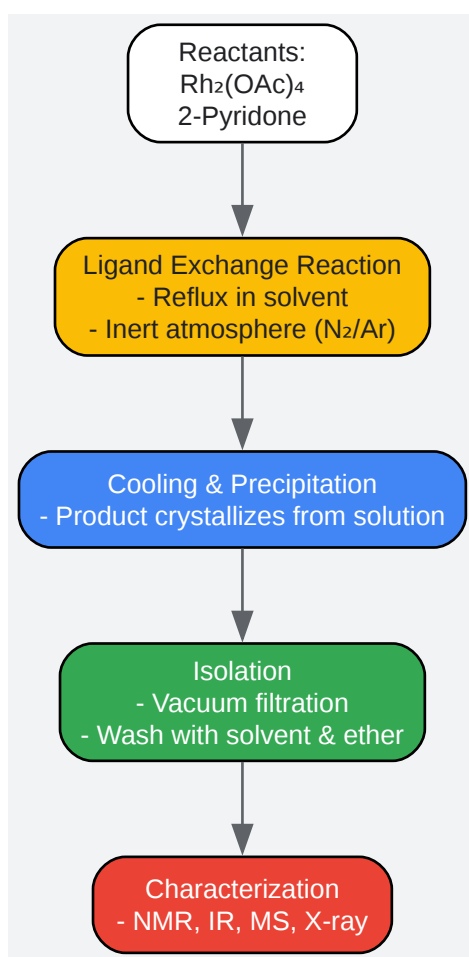 Reactants:
Rh₂(OAc)₄
2-Pyridone
Ligand Exchange Reaction
- Reflux in solvent
- Inert atmosphere (N₂/Ar)
Cooling & Precipitation
- Product crystallizes from solution
Isolation
- Vacuum filtration
- Wash with solvent & ether
Characterization
- NMR, IR, MS, X-ray